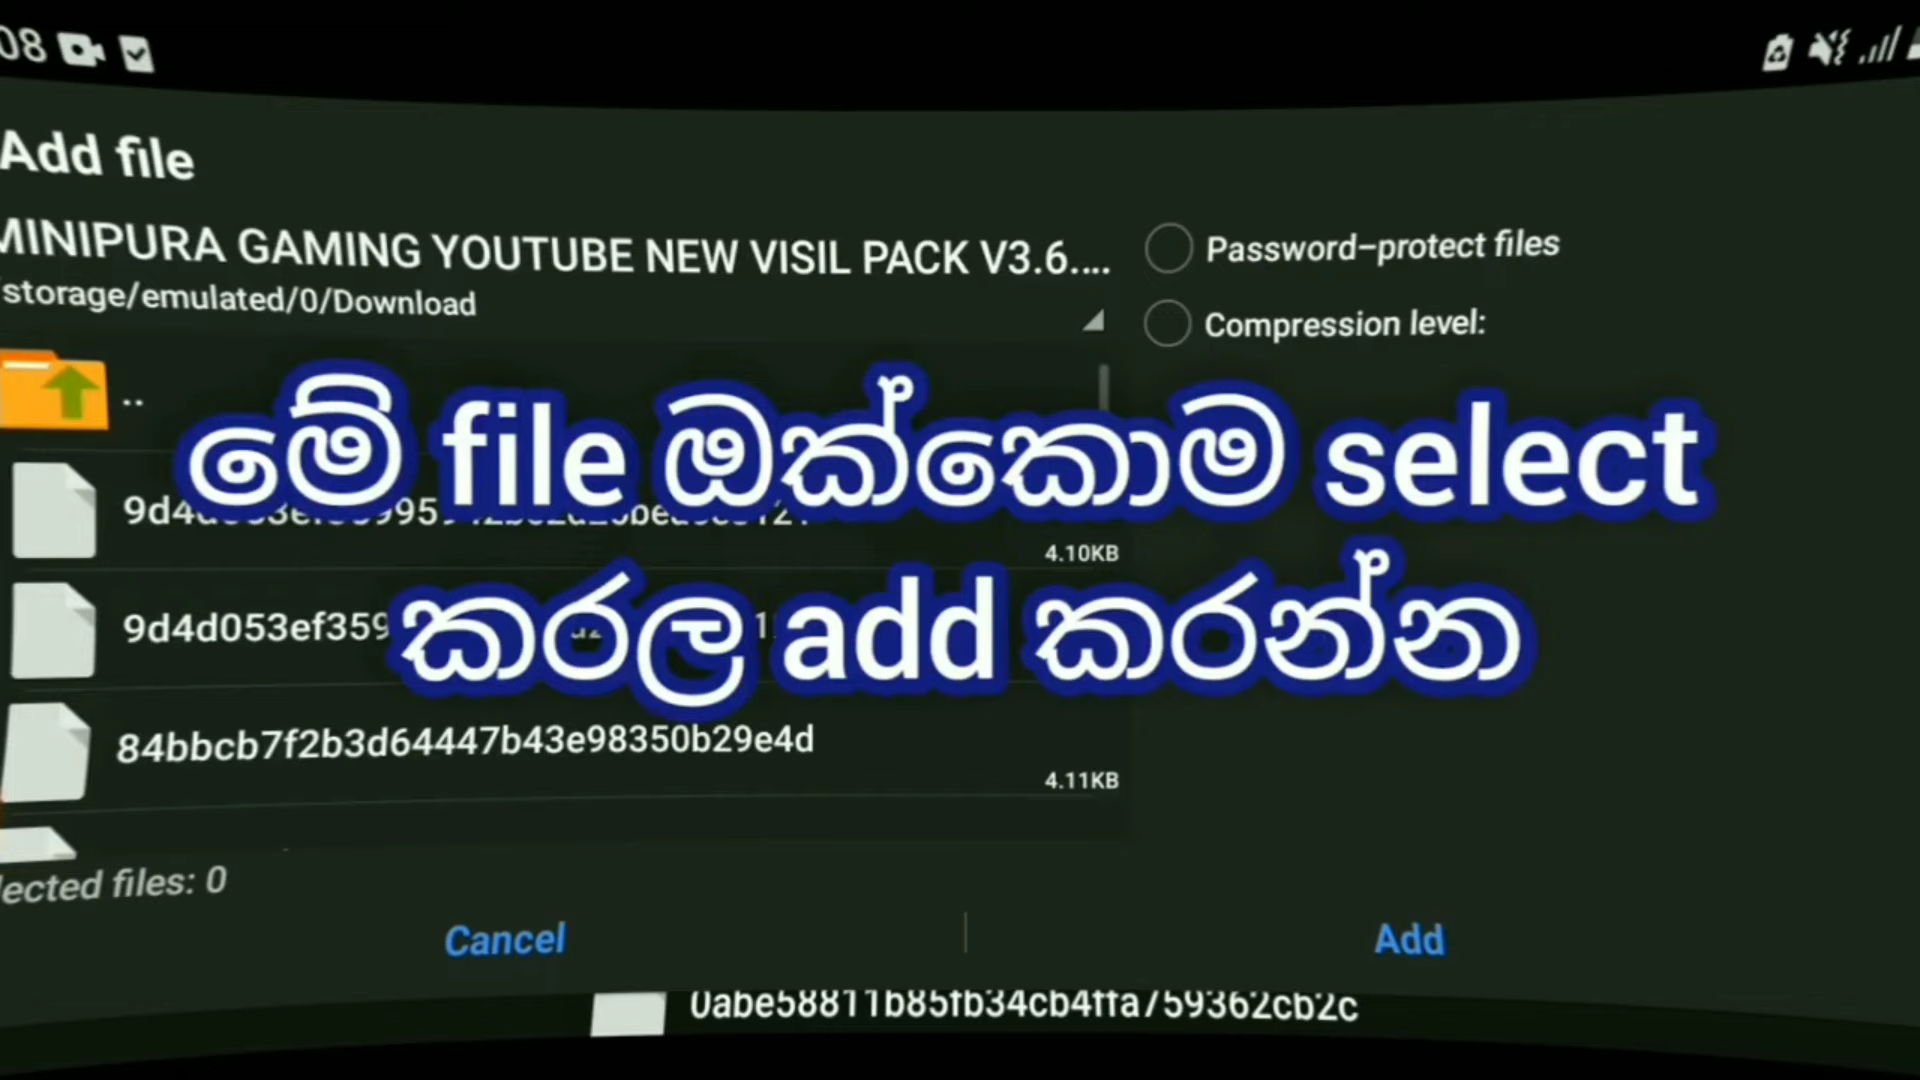 08
Add file
MINIPURA GAMING YOUTUBE NEW VISIL PACK V3.6....
/storage/emulated/0/Download
Password-protect files
Compression level:
..
මේ file ඔක්කොම select
4.10KB
9d4d053ef359
කරල add කරන්න
84bbcb7f2b3d64447b43e98350b29e4d
4.11KB
lected files: 0
Cancel
Add
0abe58811b85fb34cb4ffa759362cb2c